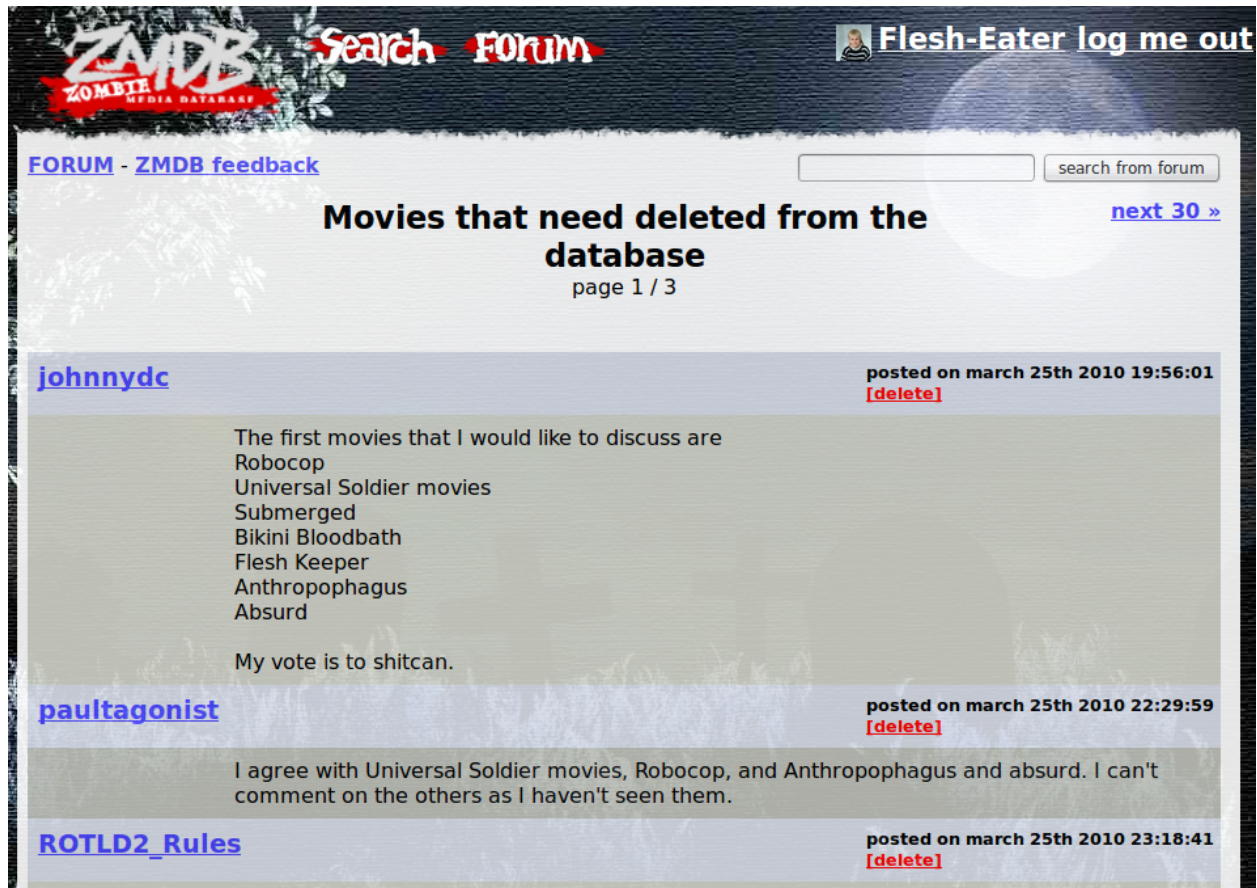 ZMDB
ZOMBIE MEDIA DATABASE
Search Forum
Flesh-Eater log me out
FORUM - ZMDB feedback
search from forum
Movies that need deleted from the
database
page 1 / 3
next 30 »
johnnydc
posted on march 25th 2010 19:56:01
[delete]
The first movies that I would like to discuss are
Robocop
Universal Soldier movies
Submerged
Bikini Bloodbath
Flesh Keeper
Anthropophagus
Absurd
My vote is to shitcan.
paultagonist
posted on march 25th 2010 22:29:59
[delete]
I agree with Universal Soldier movies, Robocop, and Anthropophagus and absurd. I can't
comment on the others as I haven't seen them.
ROTLD2_Rules
posted on march 25th 2010 23:18:41
[delete]